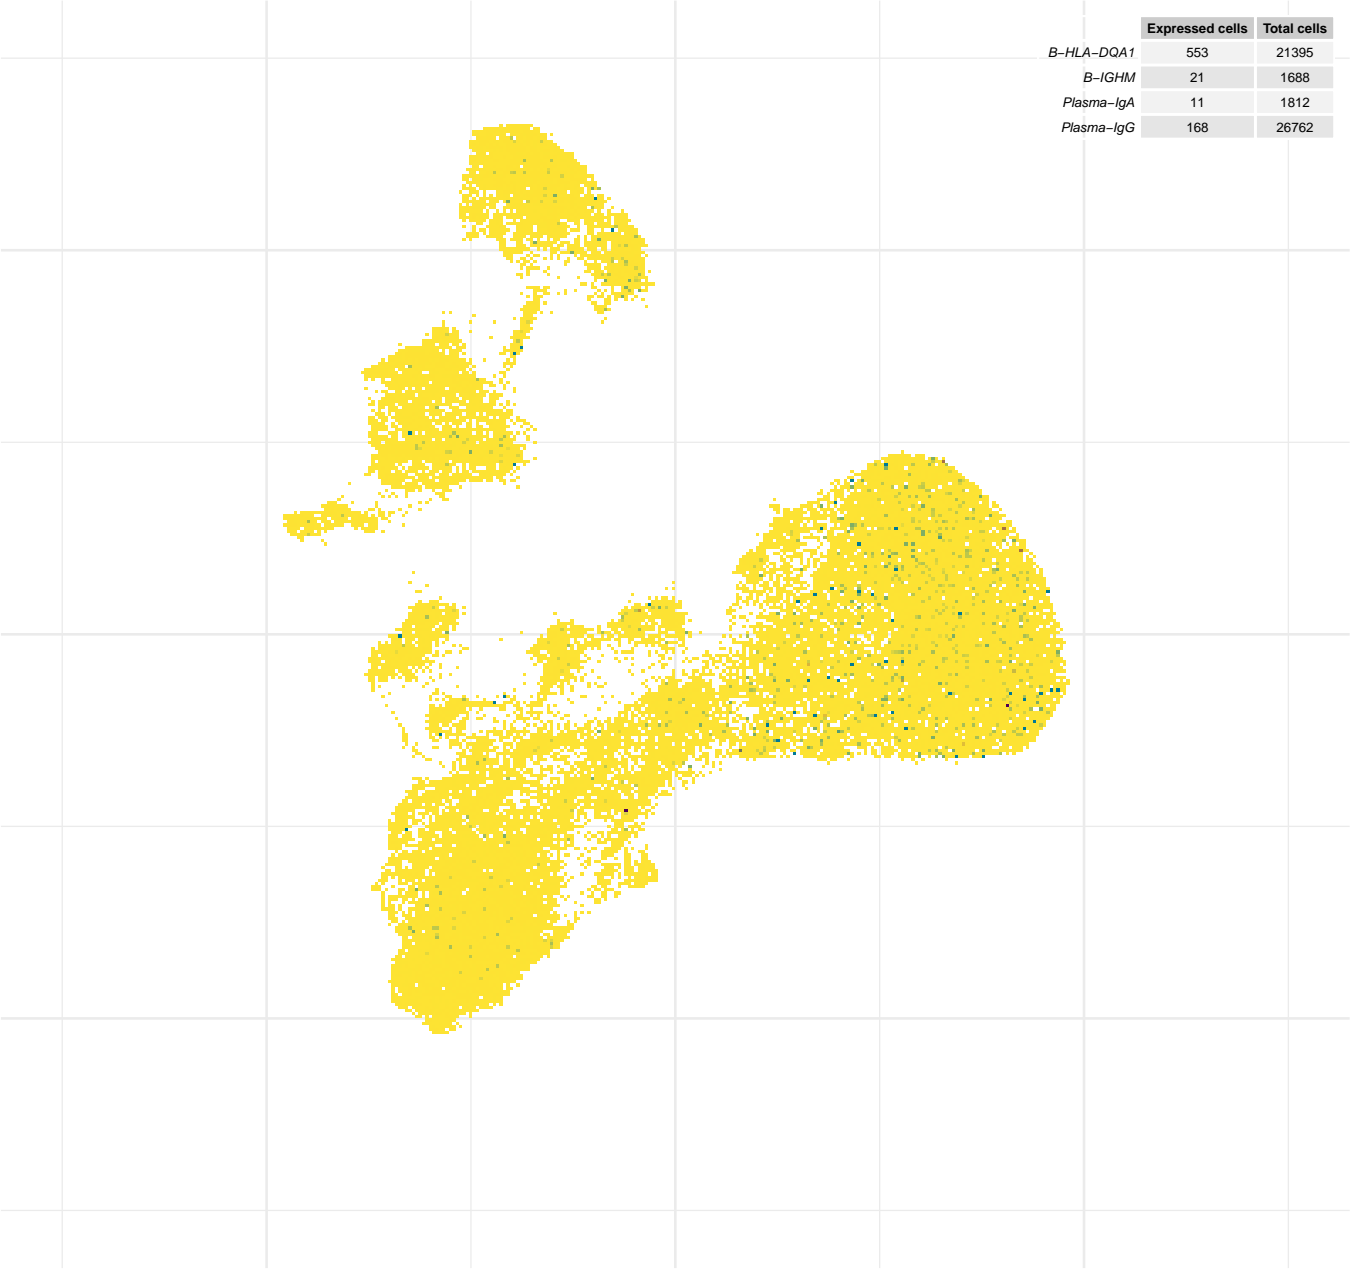 Expressed cells Total cells
B−HLA−DQA1 553 21395
B−IGHM 21 1688
Plasma−IgA 11 1812
Plasma−IgG 168 26762